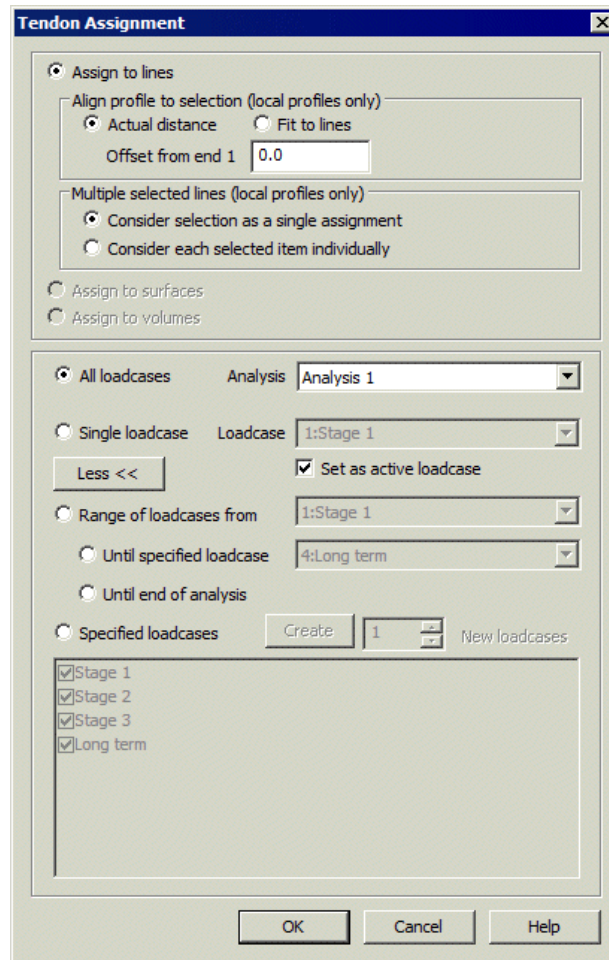 Tendon Assignment
Assign to lines
Align profile to selection (local profiles only)
Actual distance Fit to lines
Offset from end 1 0.0
Multiple selected lines (local profiles only)
Consider selection as a single assignment
Consider each selected item individually
Assign to surfaces
Assign to volumes
All loadcases Analysis Analysis 1
Single loadcase Loadcase 1:Stage 1
Less << Set as active loadcase
Range of loadcases from 1:Stage 1
Until specified loadcase 4:Long term
Until end of analysis
Specified loadcases Create 1 New loadcases
Stage 1
Stage 2
Stage 3
Long term
OK Cancel Help